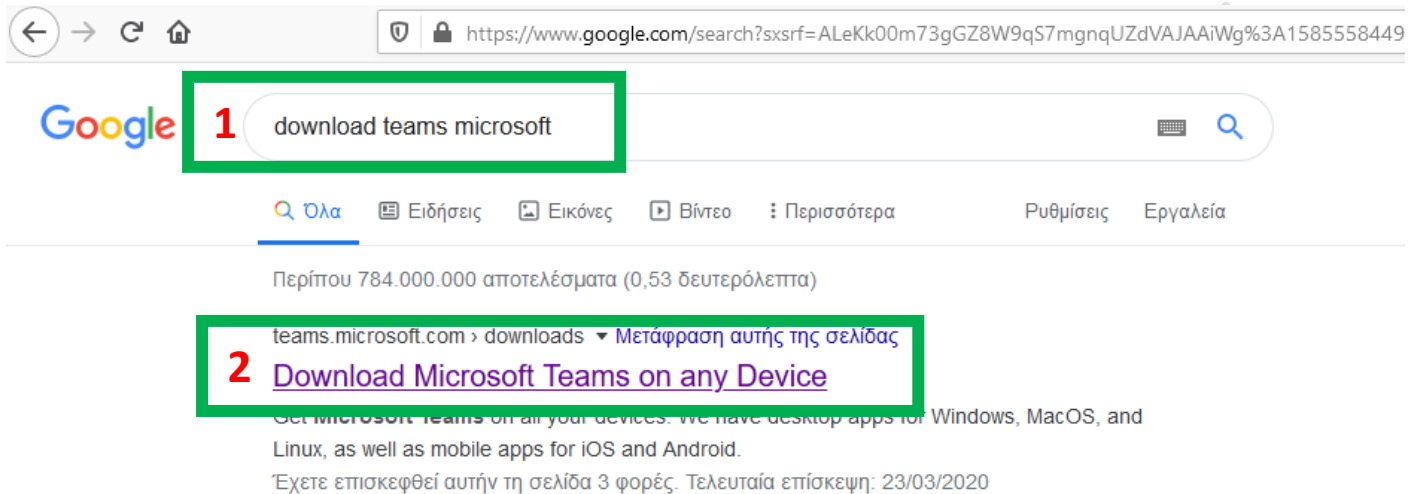 https://www.google.com/search?sxsrf=ALeKk00m73gGZ8W9qS7mgnqUZdVAJAAiWg%3A1585558449
Google 1 download teams microsoft
Όλα Ειδήσεις Εικόνες Βίντεο Περισσότερα Ρυθμίσεις Εργαλεία
Περίπου 784.000.000 αποτελέσματα (0,53 δευτερόλεπτα)
teams.microsoft.com › downloads ▼ Μετάφραση αυτής της σελίδας
2 Download Microsoft Teams on any Device
Get Microsoft Teams on all your devices. We have desktop apps for Windows, MacOS, and
Linux, as well as mobile apps for iOS and Android.
Έχετε επισκεφθεί αυτήν τη σελίδα 3 φορές. Τελευταία επίσκεψη: 23/03/2020